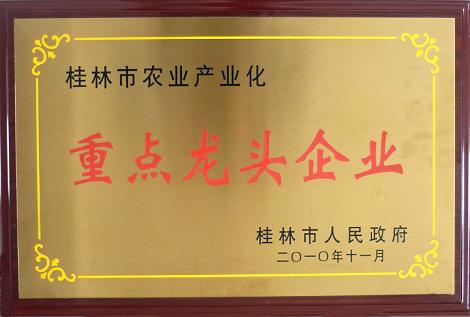 桂林市农业产业化
重点龙头企业
桂林市人民政府
二〇一〇年十一月